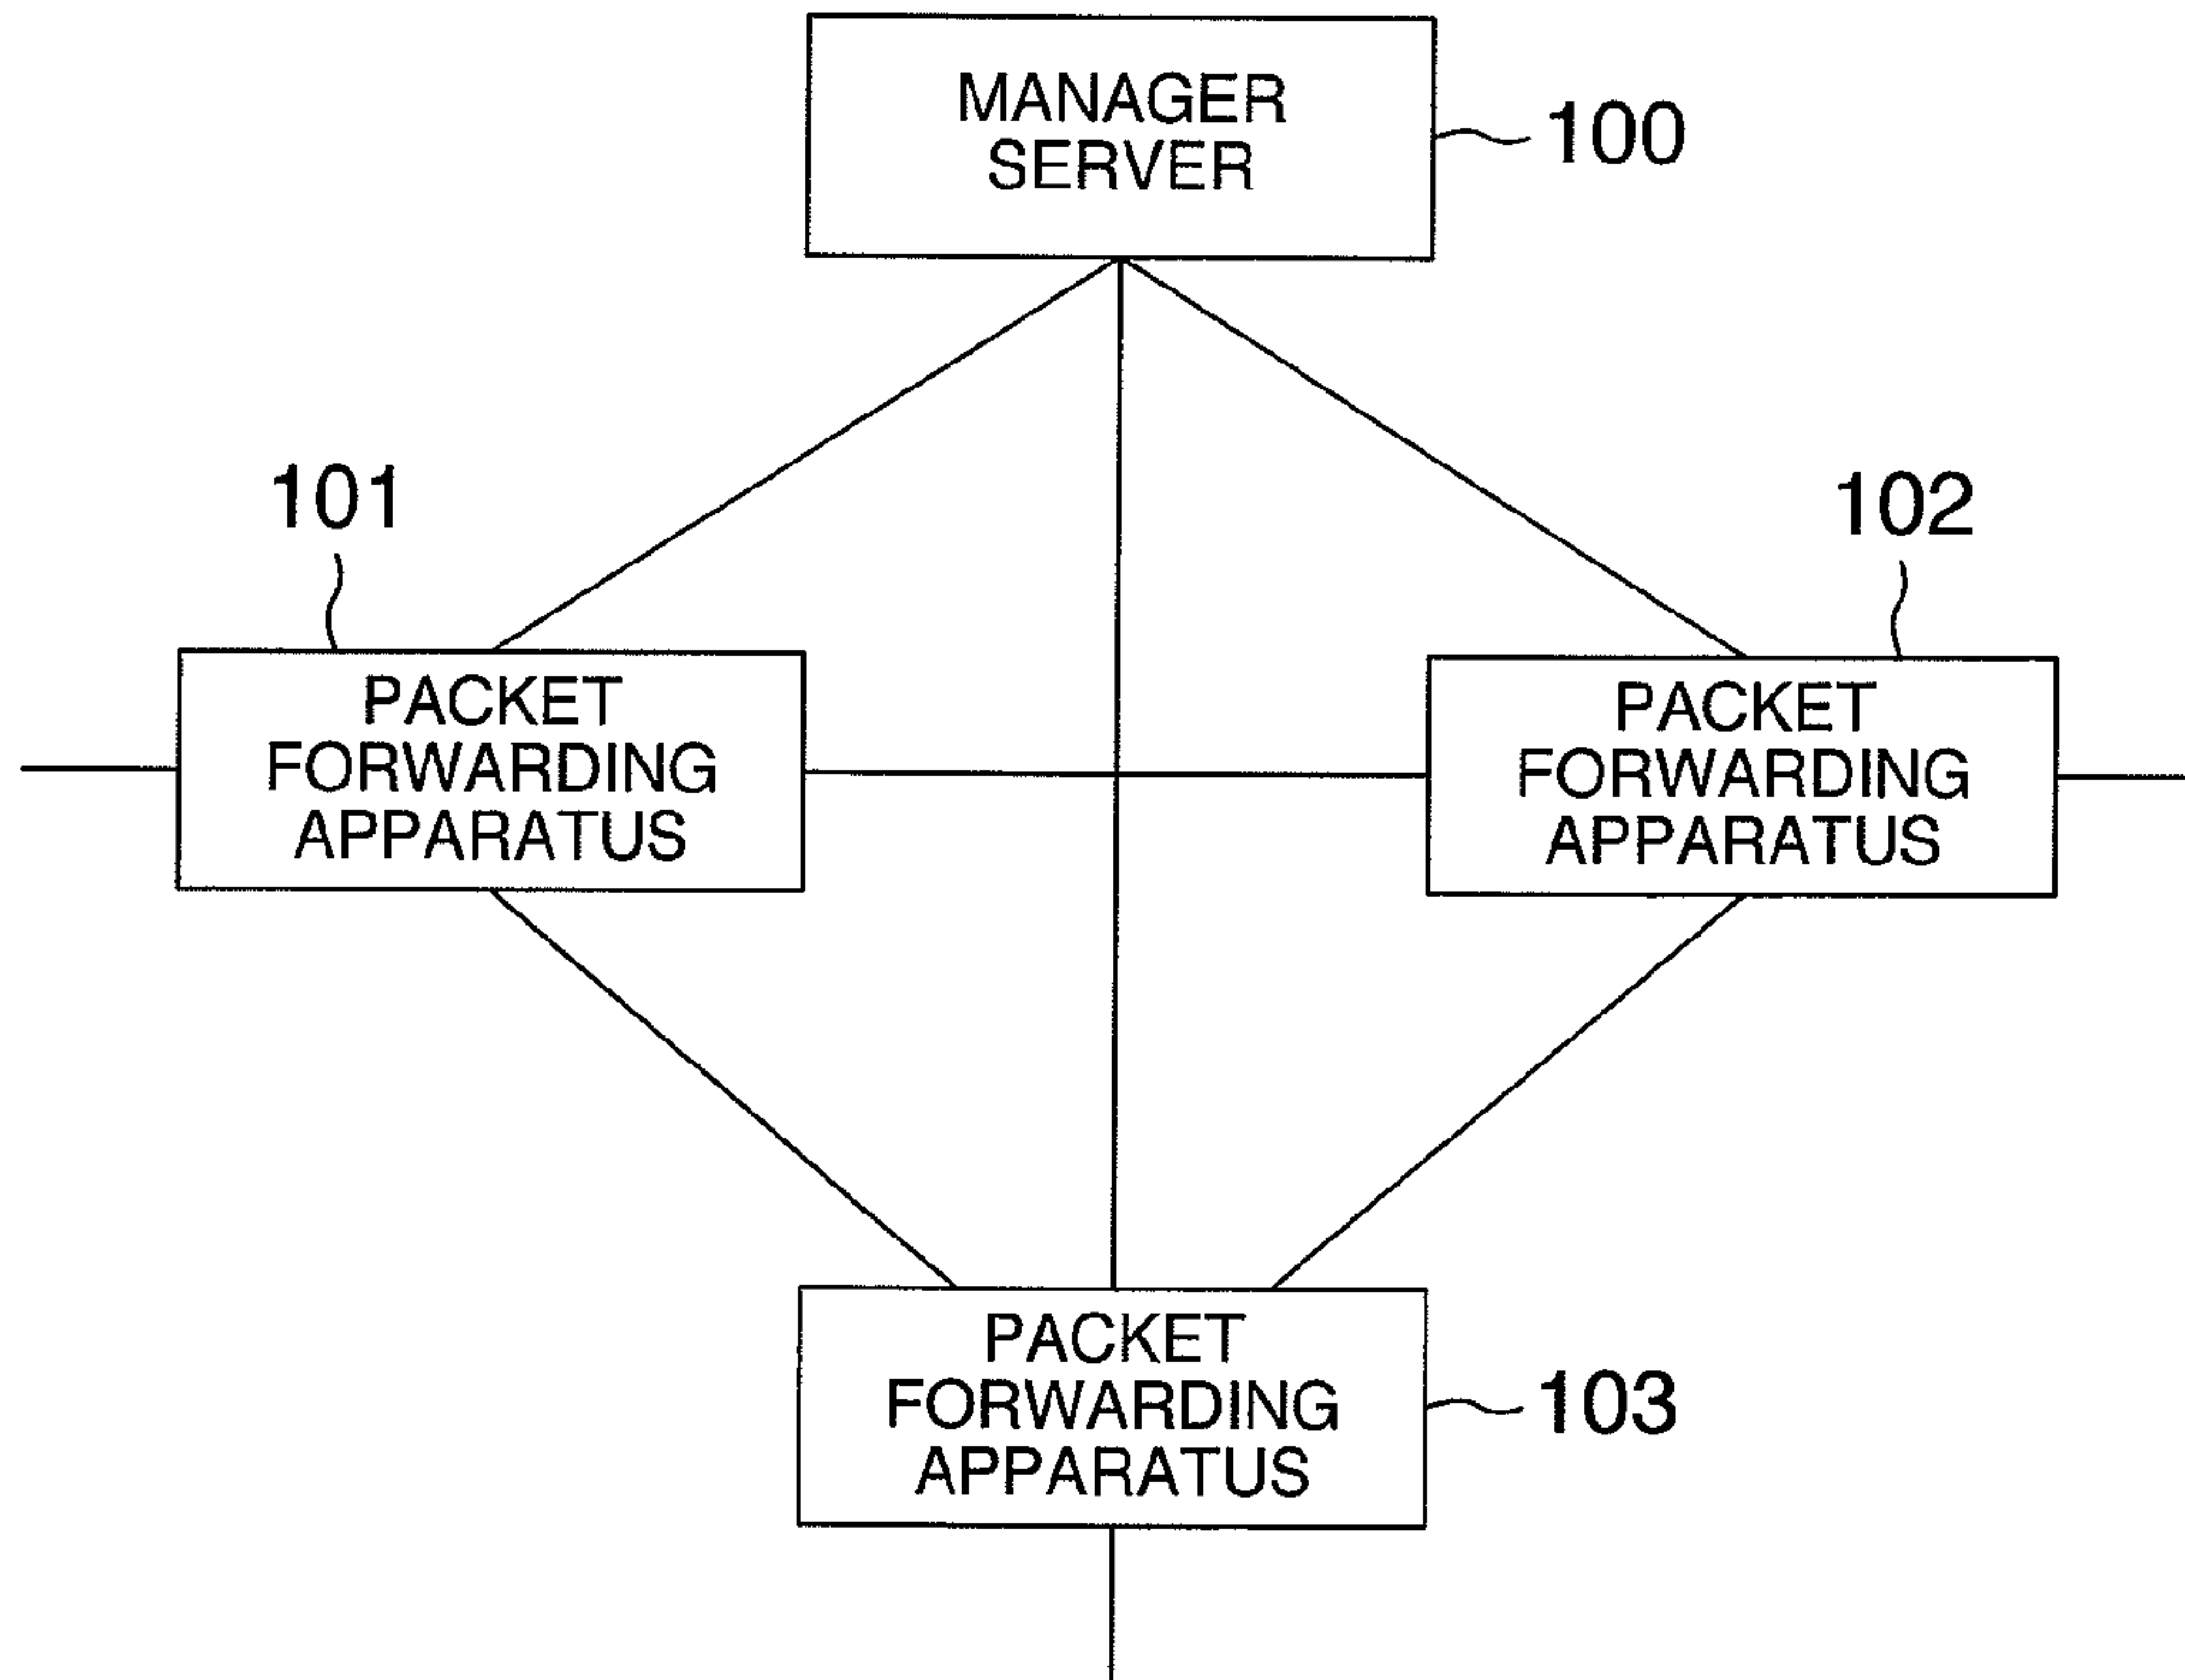 MANAGER
SERVER
100
101
102
PACKET
FORWARDING
APPARATUS
PACKET
FORWARDING
APPARATUS
PACKET
FORWARDING
APPARATUS
103